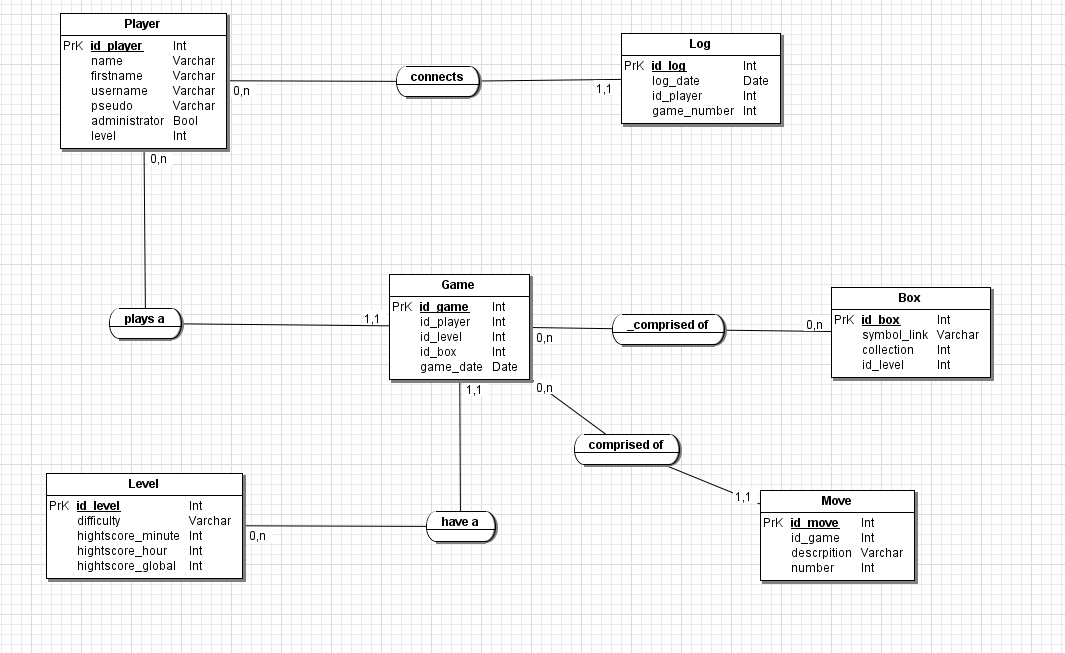 Player
PrK id_player Int
name Varchar
firstname Varchar
username Varchar
pseudo Varchar
administrator Bool
level Int
0,n
0,n
connects
1,1
Log
PrK id_log Int
log_date Date
id_player Int
game_number Int
plays a
1,1
Game
PrK id_game Int
id_player Int
id_level Int
id_box Int
game_date Date
0,n
_comprised of
0,n
Box
PrK id_box Int
symbol_link Varchar
collection Int
id_level Int
1,1
0,n
comprised of
1,1
Level
PrK id_level Int
difficulty Varchar
hightscore_minute Int
hightscore_hour Int
hightscore_global Int
0,n
have a
Move
PrK id_move Int
id_game Int
descrpition Varchar
number Int